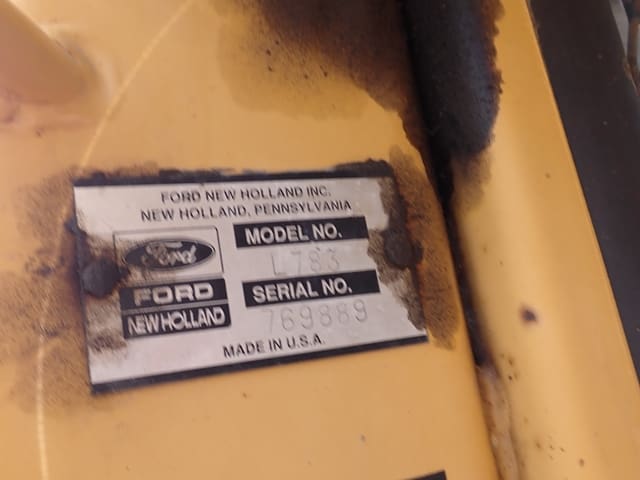 FORD NEW HOLLAND INC.
NEW HOLLAND, PENNSYLVANIA
Ford
FORD
NEW HOLLAND
MODEL NO.
L783
SERIAL NO.
769889
MADE IN U.S.A.